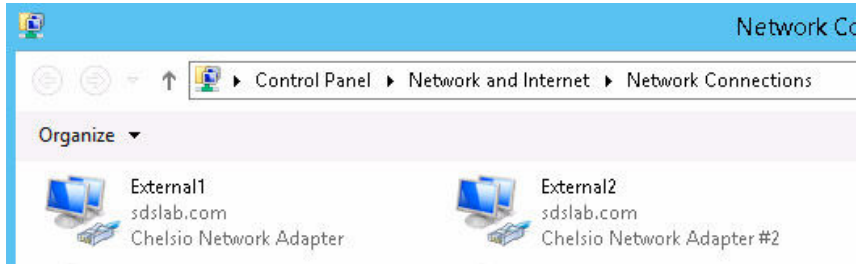 Network Co
Control Panel Network and Internet Network Connections
Organize
External1
sdslab.com
Chelsio Network Adapter
External2
sdslab.com
Chelsio Network Adapter #2